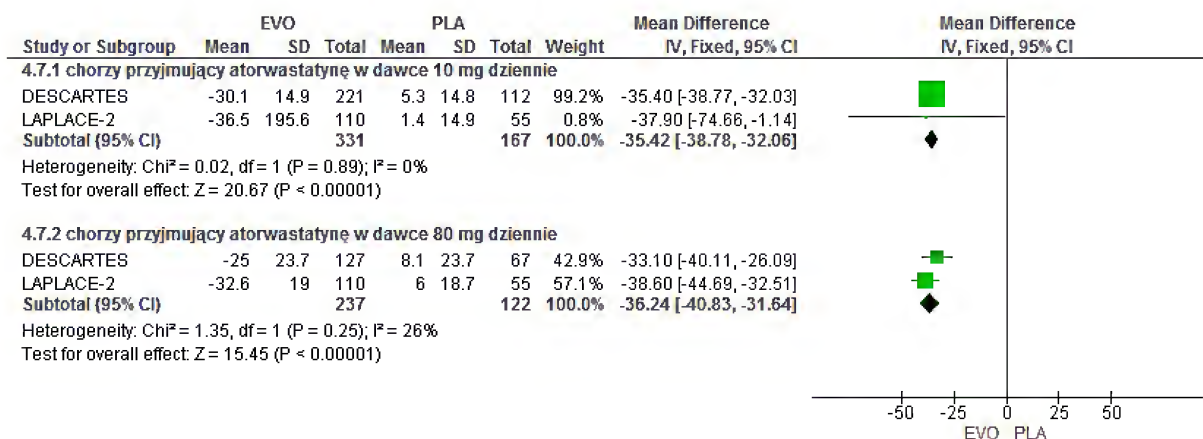 EVO PLA Mean Difference Mean Difference
Study or Subgroup Mean SD Total Mean SD Total Weight IV, Fixed, 95% CI IV, Fixed, 95% CI
4.7.1 chorzy przyjmujący atorwastatynę w dawce 10 mg dziennie
DESCARTES -30.1 14.9 221 5.3 14.8 112 99.2% -35.40 [-38.77, -32.03]
LAPLACE-2 -36.5 195.6 110 1.4 14.9 55 0.8% -37.90 [-74.66, -1.14]
Subtotal (95% CI) 331 167 100.0% -35.42 [-38.78, -32.06]
Heterogeneity: Chi² = 0.02, df = 1 (P = 0.89); I² = 0%
Test for overall effect: Z = 20.67 (P < 0.00001)
4.7.2 chorzy przyjmujący atorwastatynę w dawce 80 mg dziennie
DESCARTES -25 23.7 127 8.1 23.7 67 42.9% -33.10 [-40.11, -26.09]
LAPLACE-2 -32.6 19 110 6 18.7 55 57.1% -38.60 [-44.69, -32.51]
Subtotal (95% CI) 237 122 100.0% -36.24 [-40.83, -31.64]
Heterogeneity: Chi² = 1.35, df = 1 (P = 0.25); I² = 26%
Test for overall effect: Z = 15.45 (P < 0.00001)
-50 -25 0 25 50
EVO PLA